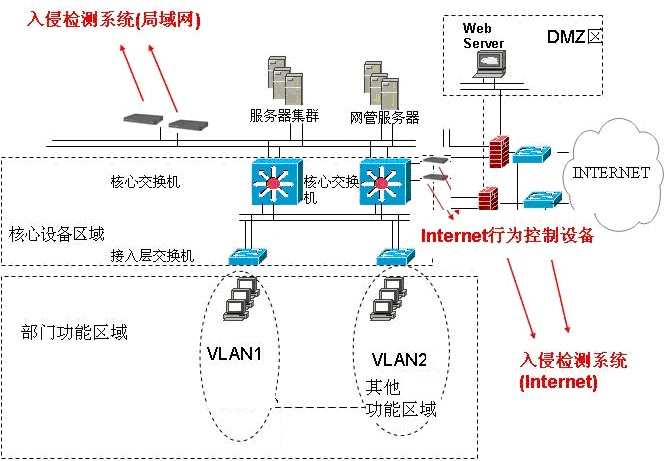 入侵检测系统(局域网)
Web
Server
DMZ区
服务器集群
网管服务器
核心交换机
核心交换
机
INTERNET
核心设备区域
Internet行为控制设备
接入层交换机
部门功能区域
VLAN1
VLAN2
其他
功能区域
入侵检测系统
(Internet)